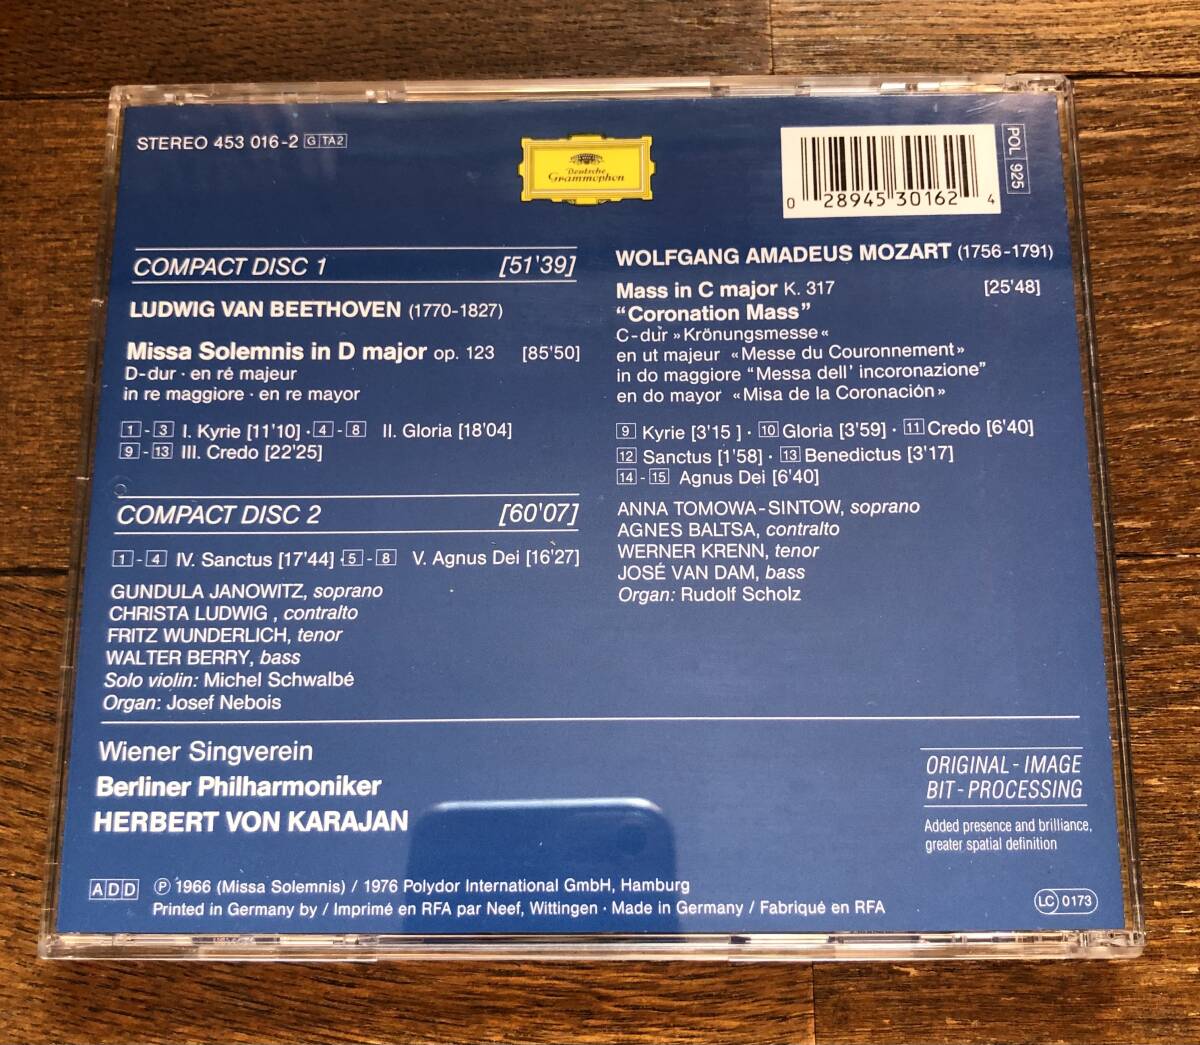 STEREO 453 016-2 G TA2
Deutsche
Grammophon
0 28945 30162 4
POL 925
COMPACT DISC 1 [51'39]
LUDWIG VAN BEETHOVEN (1770-1827)
Missa Solemnis in D major op. 123 [85'50]
D-dur · en ré majeur
in re maggiore · en re mayor
1 - 3 I. Kyrie [11'10] · 4 - 8 II. Gloria [18'04]
9 - 13 III. Credo [22'25]
COMPACT DISC 2 [60'07]
1 - 4 IV. Sanctus [17'44] · 5 - 8 V. Agnus Dei [16'27]
GUNDULA JANOWITZ, soprano
CHRISTA LUDWIG , contralto
FRITZ WUNDERLICH, tenor
WALTER BERRY, bass
Solo violin: Michel Schwalbé
Organ: Josef Nebois
WOLFGANG AMADEUS MOZART (1756-1791)
Mass in C major K. 317 [25'48]
“Coronation Mass”
C-dur »Krönungsmesse«
en ut majeur «Messe du Couronnement»
in do maggiore “Messa dell' incoronazione”
en do mayor «Misa de la Coronación»
9 Kyrie [3'15 ] · 10 Gloria [3'59] · 11 Credo [6'40]
12 Sanctus [1'58] · 13 Benedictus [3'17]
14 - 15 Agnus Dei [6'40]
ANNA TOMOWA-SINTOW, soprano
AGNES BALTSA, contralto
WERNER KRENN, tenor
JOSÉ VAN DAM, bass
Organ: Rudolf Scholz
Wiener Singverein
Berliner Philharmoniker
HERBERT VON KARAJAN
ORIGINAL-IMAGE
BIT-PROCESSING
Added presence and brilliance,
greater spatial definition
ADD ℗ 1966 (Missa Solemnis) / 1976 Polydor International GmbH, Hamburg
Printed in Germany by / Imprimé en RFA par Neef, Wittingen · Made in Germany / Fabriqué en RFA
LC 0173